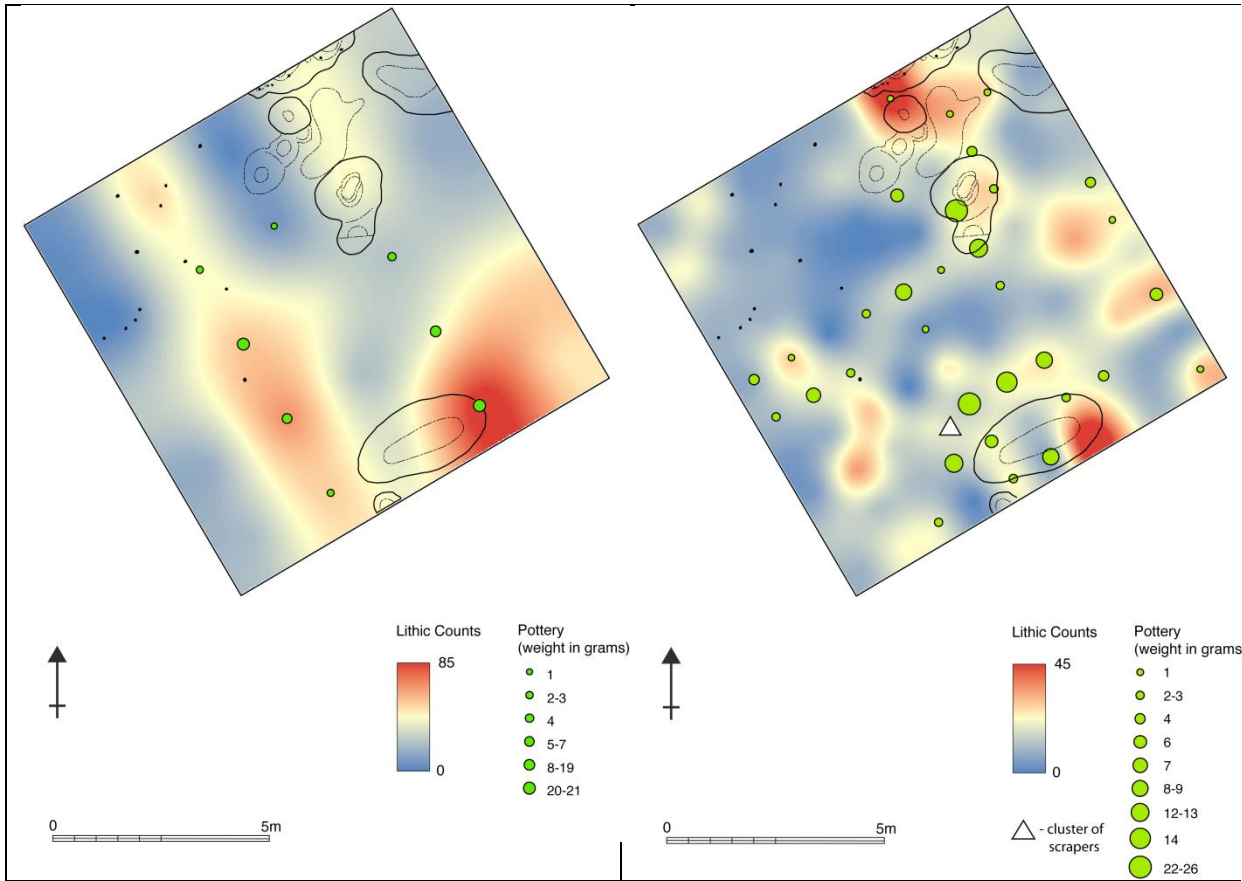 Lithic Counts
85
0
Pottery
(weight in grams)
1
2-3
4
5-7
8-19
20-21
0
5m
Lithic Counts
45
0
Pottery
(weight in grams
1
2-3
4
6
7
8-9
12-13
14
22-26
- cluster of
scrapers
0
5m